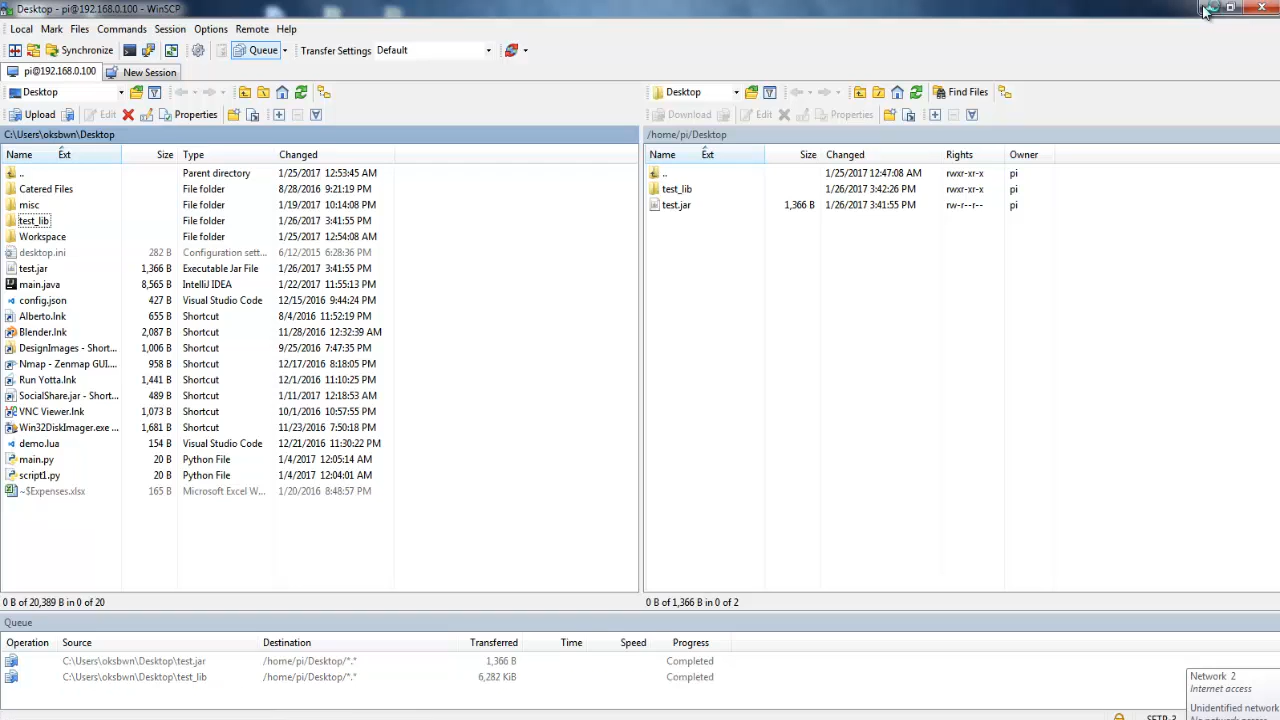 Desktop - pi@192.168.0.100 - WinSCP
Local Mark Files Commands Session Options Remote Help
Synchronize Queue Transfer Settings Default
pi@192.168.0.100 New Session
Desktop Desktop Find Files
Upload Edit Properties Download Edit Properties
C:\Users\oksbwn\Desktop /home/pi/Desktop
Name Ext Size Type Changed Name Ext Size Changed Rights Owner
.. Parent directory 1/25/2017 12:53:45 AM .. 1/25/2017 12:47:08 AM rwxr-xr-x pi
Catered Files File folder 8/28/2016 9:21:19 PM test_lib 1/26/2017 3:42:26 PM rwxr-xr-x pi
misc File folder 1/19/2017 10:14:08 PM test.jar 1,366 B 1/26/2017 3:41:55 PM rw-r--r-- pi
test_lib File folder 1/26/2017 3:41:55 PM
Workspace File folder 1/25/2017 12:54:08 AM
desktop.ini 282 B Configuration sett... 6/12/2015 6:28:36 PM
test.jar 1,366 B Executable Jar File 1/26/2017 3:41:55 PM
main.java 8,565 B IntelliJ IDEA 1/22/2017 11:55:13 PM
config.json 427 B Visual Studio Code 12/15/2016 9:44:24 PM
Alberto.lnk 655 B Shortcut 8/4/2016 11:52:19 PM
Blender.lnk 2,087 B Shortcut 11/28/2016 12:32:39 AM
DesignImages - Short... 1,006 B Shortcut 9/25/2016 7:47:35 PM
Nmap - Zenmap GUI.... 958 B Shortcut 12/17/2016 8:18:05 PM
Run Yotta.lnk 1,441 B Shortcut 12/1/2016 11:10:25 PM
SocialShare.jar - Short... 489 B Shortcut 1/11/2017 12:18:53 AM
VNC Viewer.lnk 1,073 B Shortcut 10/1/2016 10:57:55 PM
Win32DiskImager.exe ... 1,681 B Shortcut 11/23/2016 7:50:18 PM
demo.lua 154 B Visual Studio Code 12/21/2016 11:30:22 PM
main.py 20 B Python File 1/4/2017 12:05:14 AM
script1.py 20 B Python File 1/4/2017 12:04:01 AM
~$Expenses.xlsx 165 B Microsoft Excel W... 1/20/2016 8:48:57 PM
0 B of 20,389 B in 0 of 20 0 B of 1,366 B in 0 of 2
Queue
Operation Source Destination Transferred Time Speed Progress
C:\Users\oksbwn\Desktop\test.jar /home/pi/Desktop/*.* 1,366 B Completed
C:\Users\oksbwn\Desktop\test_lib /home/pi/Desktop/*.* 6,282 KiB Completed
Network 2
Internet access
Unidentified network